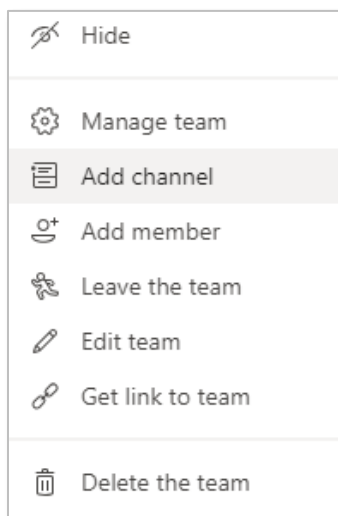 Hide
Manage team
Add channel
Add member
Leave the team
Edit team
Get link to team
Delete the team